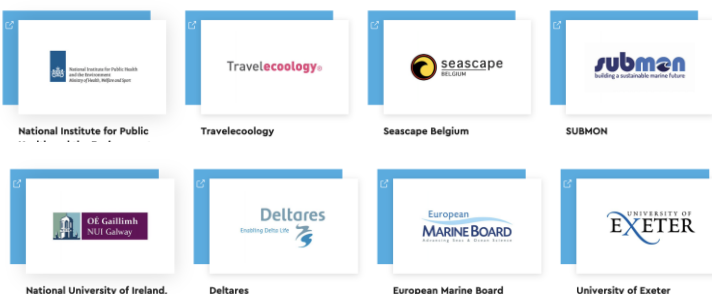 National Institute for Public Health
and the Environment
Ministry of Health, Welfare and Sport
Travelecoology®
seascape
BELGIUM
submon
building a sustainable marine future
National Institute for Public
Travelecoology
Seascape Belgium
SUBMON
OÉ Gaillimh
NUI Galway
Deltares
Enabling Delta Life
European
MARINE BOARD
Advancing Seas & Ocean Science
UNIVERSITY OF
EXETER
National University of Ireland,
Deltares
European Marine Board
University of Exeter